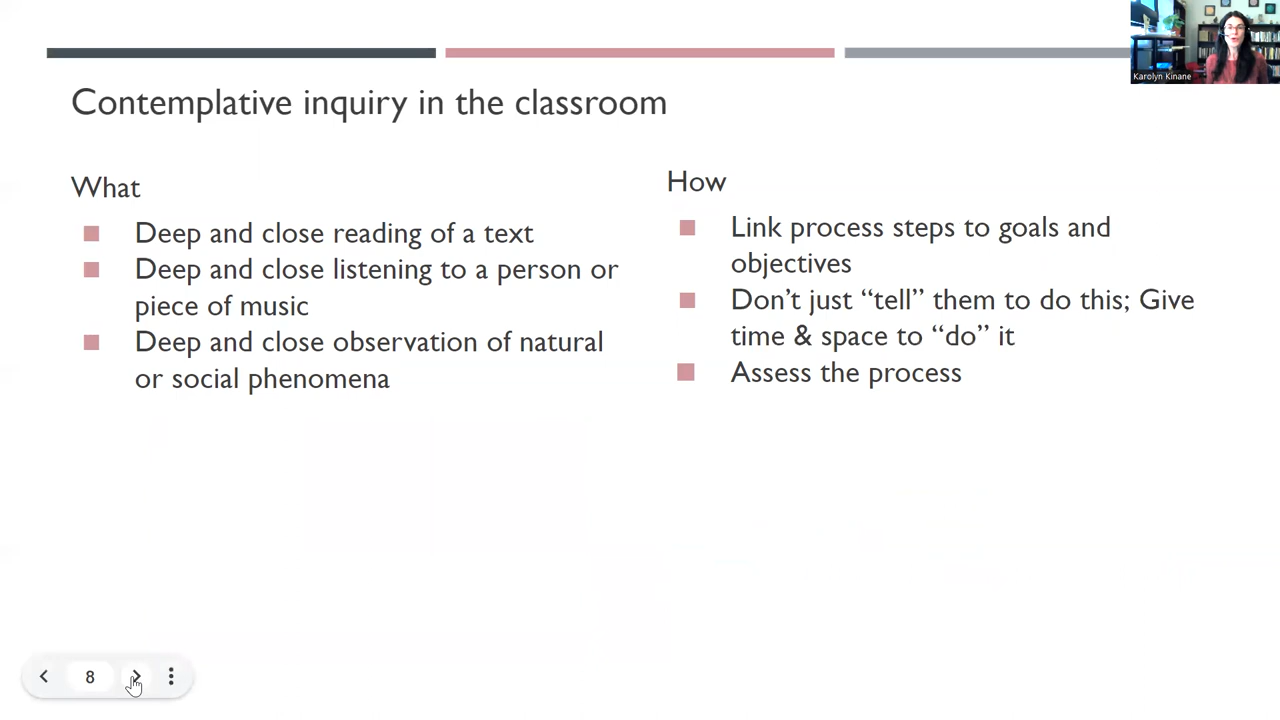 Karolyn Kinane
Contemplative inquiry in the classroom
What
Deep and close reading of a text
Deep and close listening to a person or
piece of music
Deep and close observation of natural
or social phenomena
How
Link process steps to goals and
objectives
Don’t just “tell” them to do this; Give
time & space to “do” it
Assess the process
8